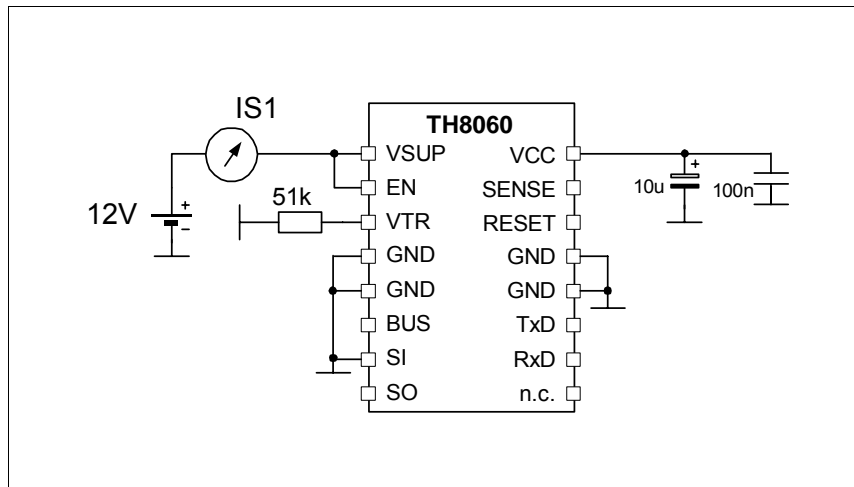 IS1
12V
+
−
51k
TH8060
VSUP
EN
VTR
GND
GND
BUS
SI
SO
VCC
SENSE
RESET
GND
GND
TxD
RxD
n.c.
10u
+
100n